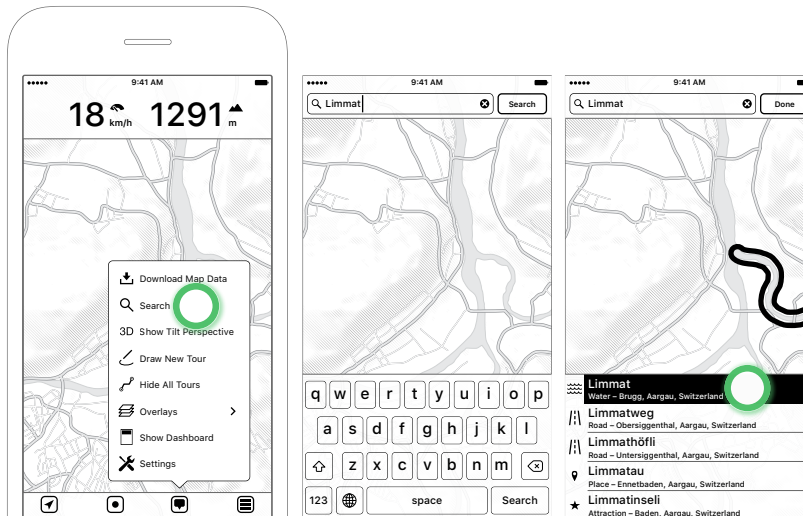 9:41 AM
18 km/h 1291 m
Download Map Data
Search
3D Show Tilt Perspective
Draw New Tour
Hide All Tours
Overlays
Show Dashboard
Settings
9:41 AM
Limmat Search
q w e r t y u i o p
a s d f g h j k l
z x c v b n m
123 space Search
9:41 AM
Limmat Done
Limmat
Water – Brugg, Aargau, Switzerland
Limmatweg
Road – Obersiggenthal, Aargau, Switzerland
Limmathöfli
Road – Untersiggenthal, Aargau, Switzerland
Limmatau
Place – Ennetbaden, Aargau, Switzerland
Limmatinseli
Attraction – Baden, Aargau, Switzerland